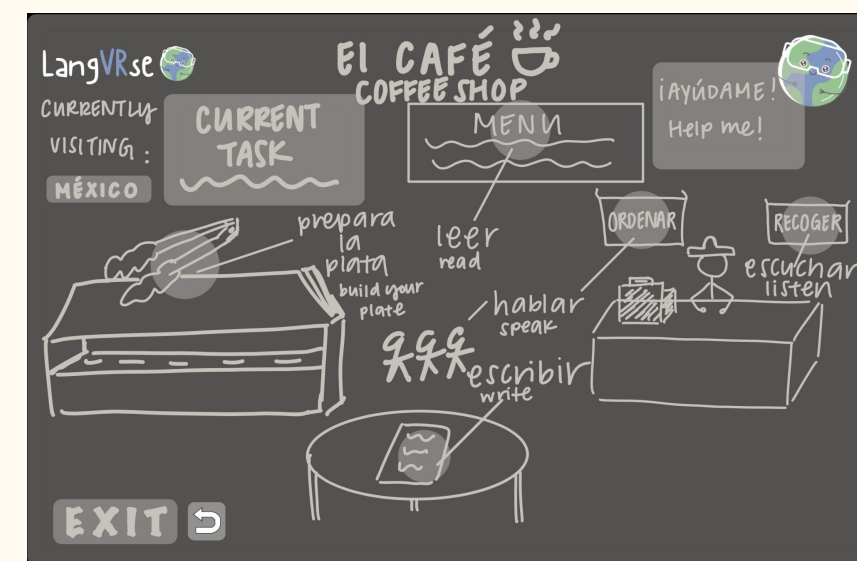 LangVRse
El CAFÉ
COFFEE SHOP
CURRENTLY
VISITING :
MÉXICO
CURRENT
TASK
MENU
¡AYÚDAME!
Help me!
prepara
la
plata
build your
plate
leer
read
ORDENAR
RECOGER
escuchar
listen
hablar
speak
escribir
write
EXIT